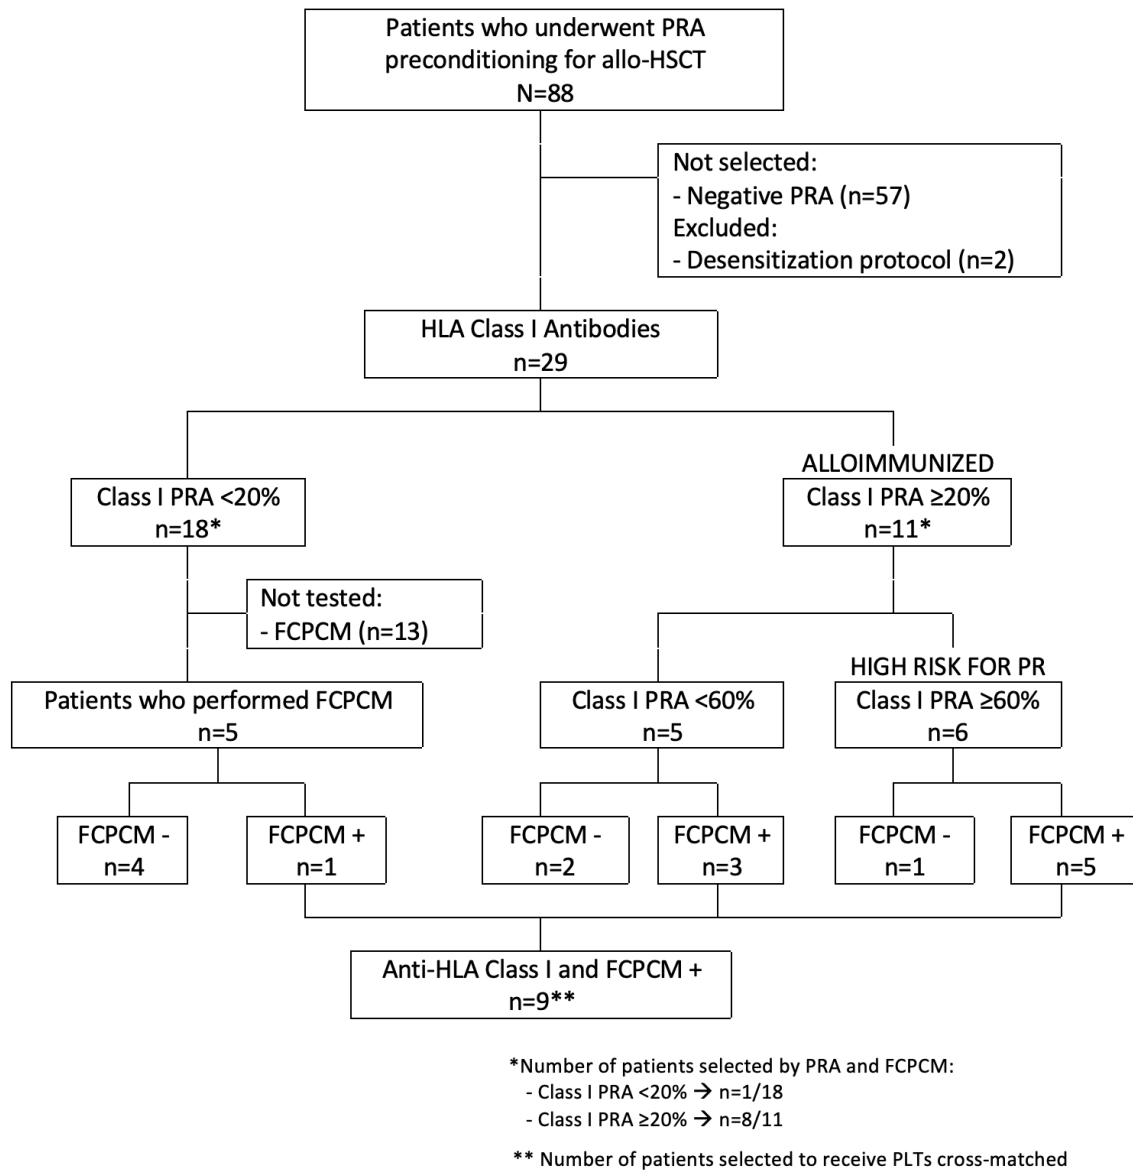 Patients who underwent PRA
preconditioning for allo-HSCT
N=88
Not selected:
- Negative PRA (n=57)
Excluded:
- Desensitization protocol (n=2)
HLA Class I Antibodies
n=29
Class I PRA <20%
n=18*
ALLOIMMUNIZED
Class I PRA ≥20%
n=11*
Not tested:
- FCPCM (n=13)
Patients who performed FCPCM
n=5
Class I PRA <60%
n=5
HIGH RISK FOR PR
Class I PRA ≥60%
n=6
FCPCM -
n=4
FCPCM +
n=1
FCPCM -
n=2
FCPCM +
n=3
FCPCM -
n=1
FCPCM +
n=5
Anti-HLA Class I and FCPCM +
n=9**
*Number of patients selected by PRA and FCPCM:
- Class I PRA <20% → n=1/18
- Class I PRA ≥20% → n=8/11
** Number of patients selected to receive PLTs cross-matched